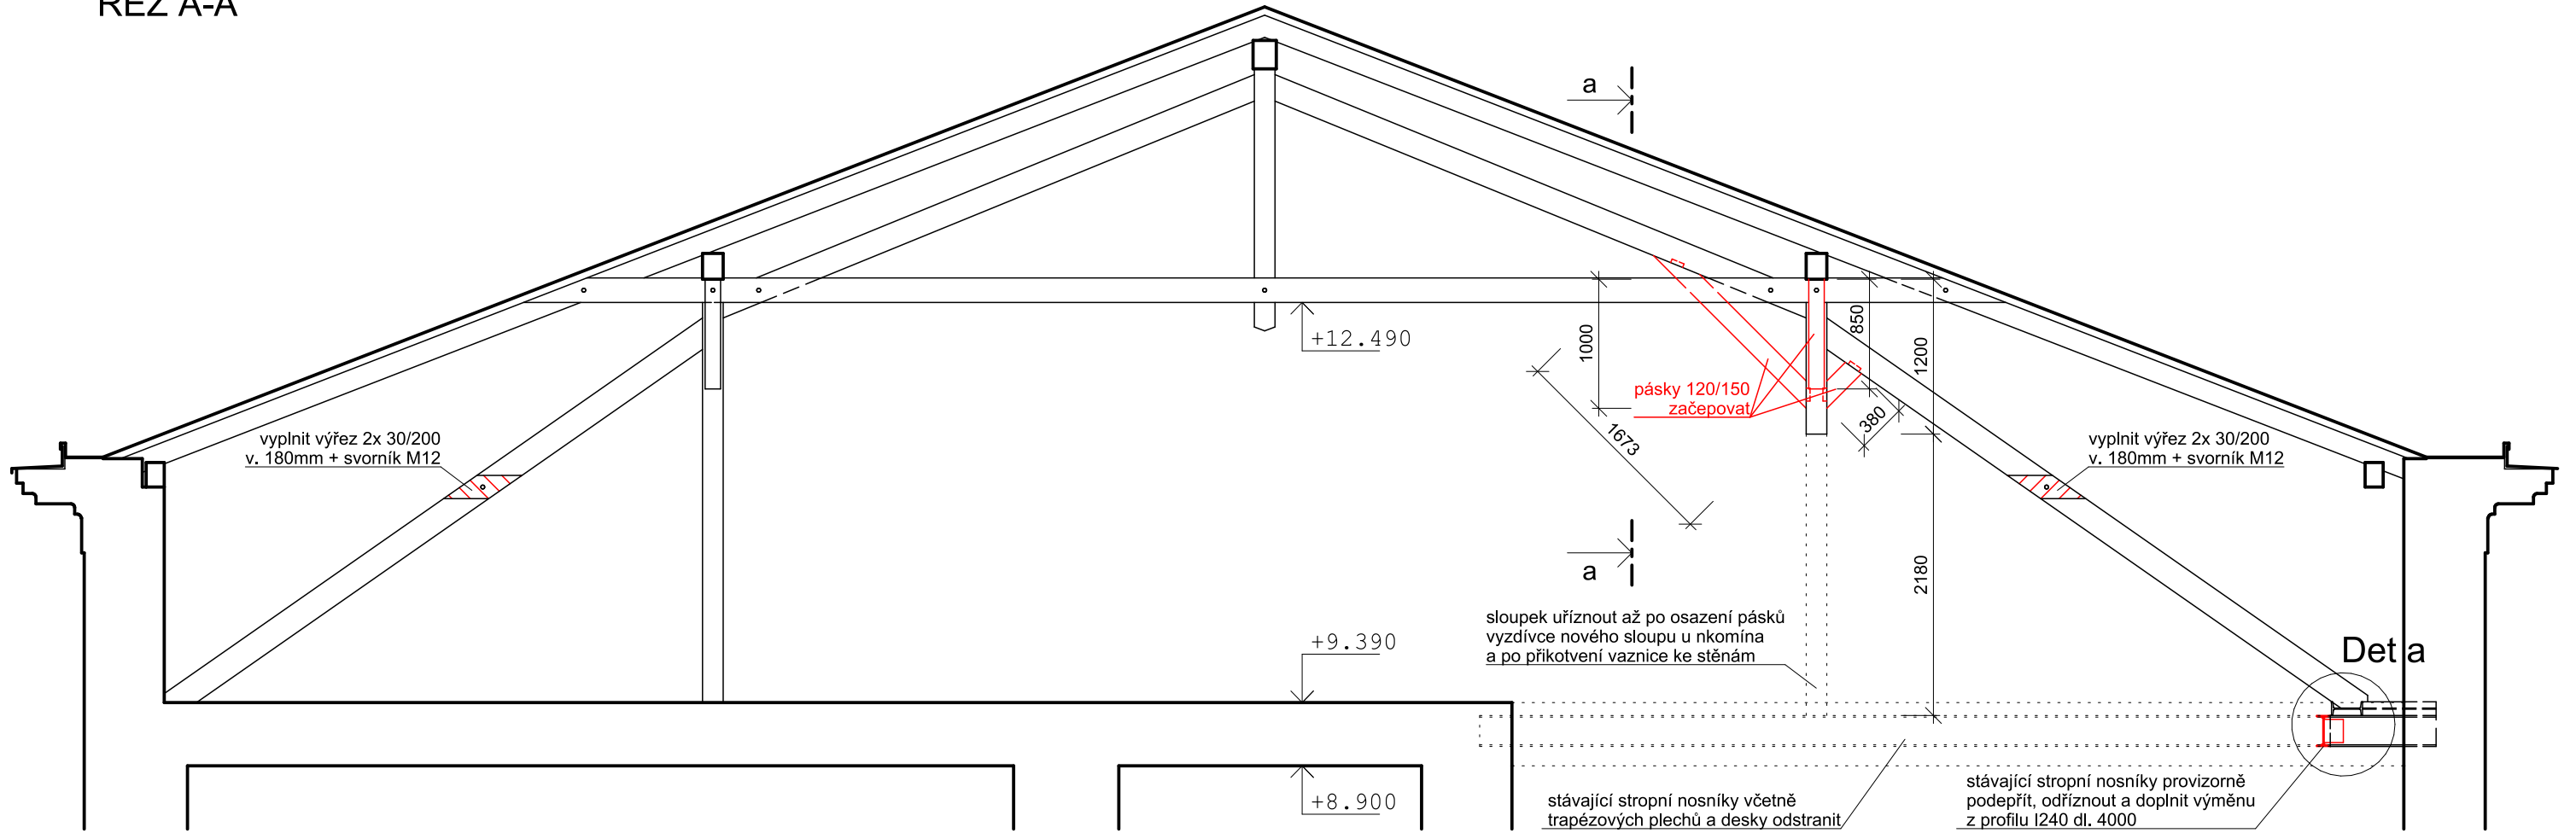 ŘEZ A-A
a
+12.490
1000
850
1200
pásky 120/150
začepovat
380
1673
vyplnit výřez 2x 30/200
v. 180mm + svorník M12
vyplnit výřez 2x 30/200
v. 180mm + svorník M12
a
2180
sloupek uříznout až po osazení pásků
vyzdívce nového sloupu u nkomína
a po přikotvení vaznice ke stěnám
+9.390
Det a
+8.900
stávající stropní nosníky včetně
trapézových plechů a desky odstranit
stávající stropní nosníky provizorně
podepřít, odříznout a doplnit výměnu
z profilu I240 dl. 4000